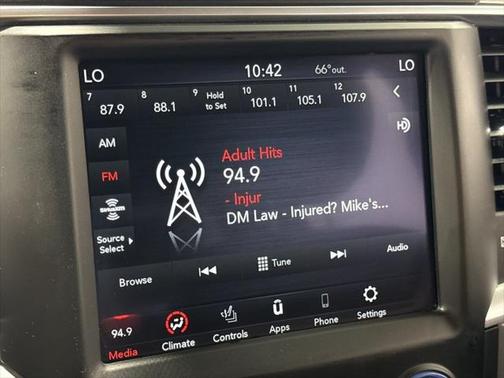 LO 10:42 66°out. LO
7 87.9 8 88.1 9 Hold to Set 10 101.1 11 105.1 12 107.9
AM
HD
FM
Adult Hits
94.9
- Injur
DM Law - Injured? Mike's...
SiriusXM
Source Select
Browse Tune Audio
94.9
Media Climate Controls Apps Phone Settings